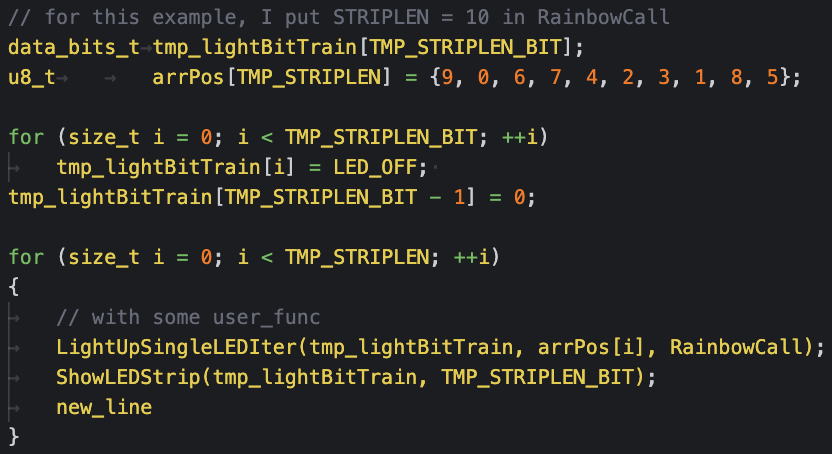 // for this example, I put STRIPLEN = 10 in RainbowCall
data_bits_t tmp_lightBitTrain[TMP_STRIPLEN_BIT];
u8_t arrPos[TMP_STRIPLEN] = {9, 0, 6, 7, 4, 2, 3, 1, 8, 5};
for (size_t i = 0; i < TMP_STRIPLEN_BIT; ++i)
tmp_lightBitTrain[i] = LED_OFF;
tmp_lightBitTrain[TMP_STRIPLEN_BIT - 1] = 0;
for (size_t i = 0; i < TMP_STRIPLEN; ++i)
{
// with some user_func
LightUpSingleLEDIter(tmp_lightBitTrain, arrPos[i], RainbowCall);
ShowLEDStrip(tmp_lightBitTrain, TMP_STRIPLEN_BIT);
new_line
}